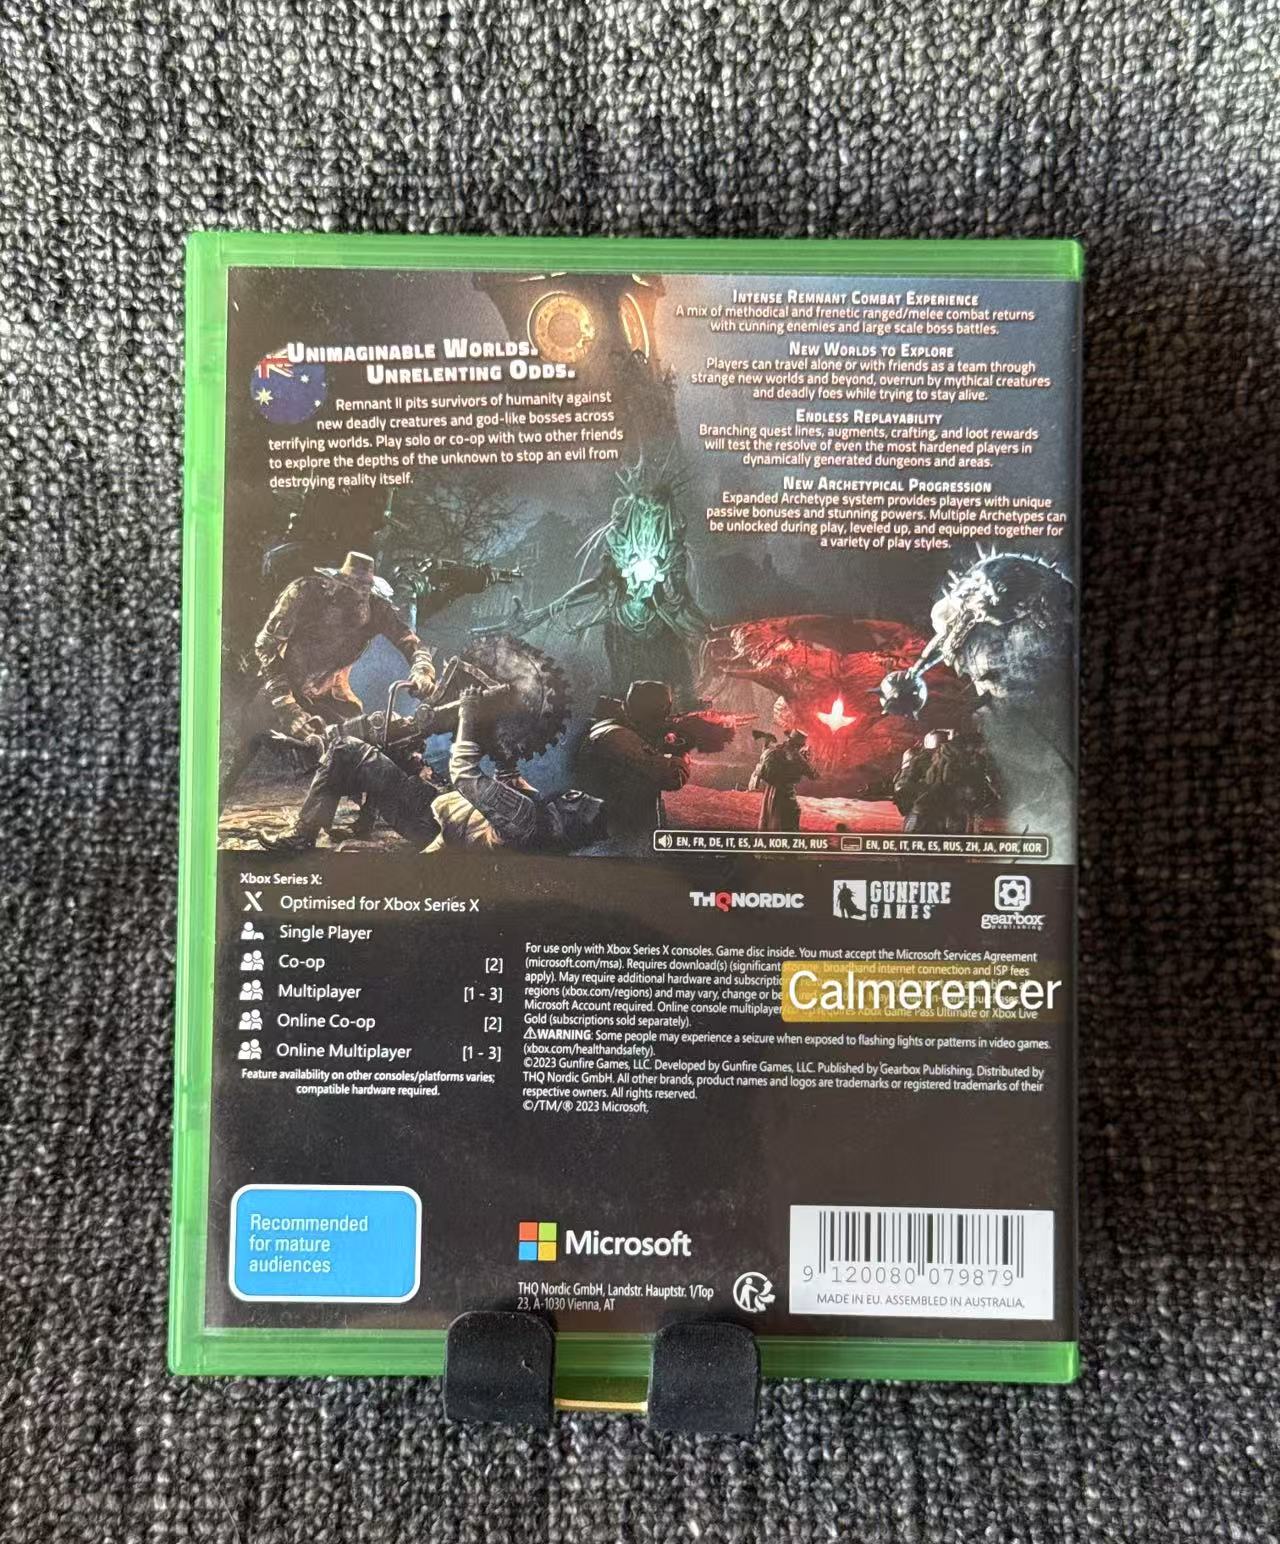 Unimaginable Worlds.
Unrelenting Odds.
Remnant II pits survivors of humanity against
new deadly creatures and god-like bosses across
terrifying worlds. Play solo or co-op with two other friends
to explore the depths of the unknown to stop an evil from
destroying reality itself.
Intense Remnant Combat Experience
A mix of methodical and frenetic ranged/melee combat returns
with cunning enemies and large scale boss battles.
New Worlds to Explore
Players can travel alone or with friends as a team through
strange new worlds and beyond, overrun by mythical creatures
and deadly foes while trying to stay alive.
Endless Replayability
Branching quest lines, augments, crafting, and loot rewards
will test the resolve of even the most hardened players in
dynamically generated dungeons and areas.
New Archetypical Progression
Expanded Archetype system provides players with unique
passive bonuses and stunning powers. Multiple Archetypes can
be unlocked during play, leveled up, and equipped together for
a variety of play styles.
EN, FR, DE, IT, ES, JA, KOR, ZH, RUS EN, DE, IT, FR, ES, RUS, ZH, JA, POR, KOR
Xbox Series X:
Optimised for Xbox Series X
Single Player
Co-op [2]
Multiplayer [1 - 3]
Online Co-op [2]
Online Multiplayer [1 - 3]
Feature availability on other consoles/platforms varies;
compatible hardware required.
THQ NORDIC
GUNFIRE
GAMES
gearbox
publishing
For use only with Xbox Series X consoles. Game disc inside. You must accept the Microsoft Services Agreement
(microsoft.com/msa). Requires download(s) (significant storage, broadband internet connection and ISP fees
apply). May require additional hardware and
regions (xbox.com/regions) and may vary, change or be
Microsoft Account required. Online console multiplayer/ requires Xbox Game Pass Ultimate or Xbox Live
Gold (subscriptions sold separately).
Calmerencer
⚠WARNING: Some people may experience a seizure when exposed to flashing lights or patterns in video games.
(xbox.com/healthandsafety).
©2023 Gunfire Games, LLC. Developed by Gunfire Games, LLC. Published by Gearbox Publishing. Distributed by
THQ Nordic GmbH. All other brands, product names and logos are trademarks or registered trademarks of their
respective owners. All rights reserved.
©/TM/® 2023 Microsoft.
Recommended
for mature
audiences
Microsoft
THQ Nordic GmbH, Landstr. Hauptstr. 1/Top
23, A-1030 Vienna, AT
9 120080 079879
MADE IN EU. ASSEMBLED IN AUSTRALIA.